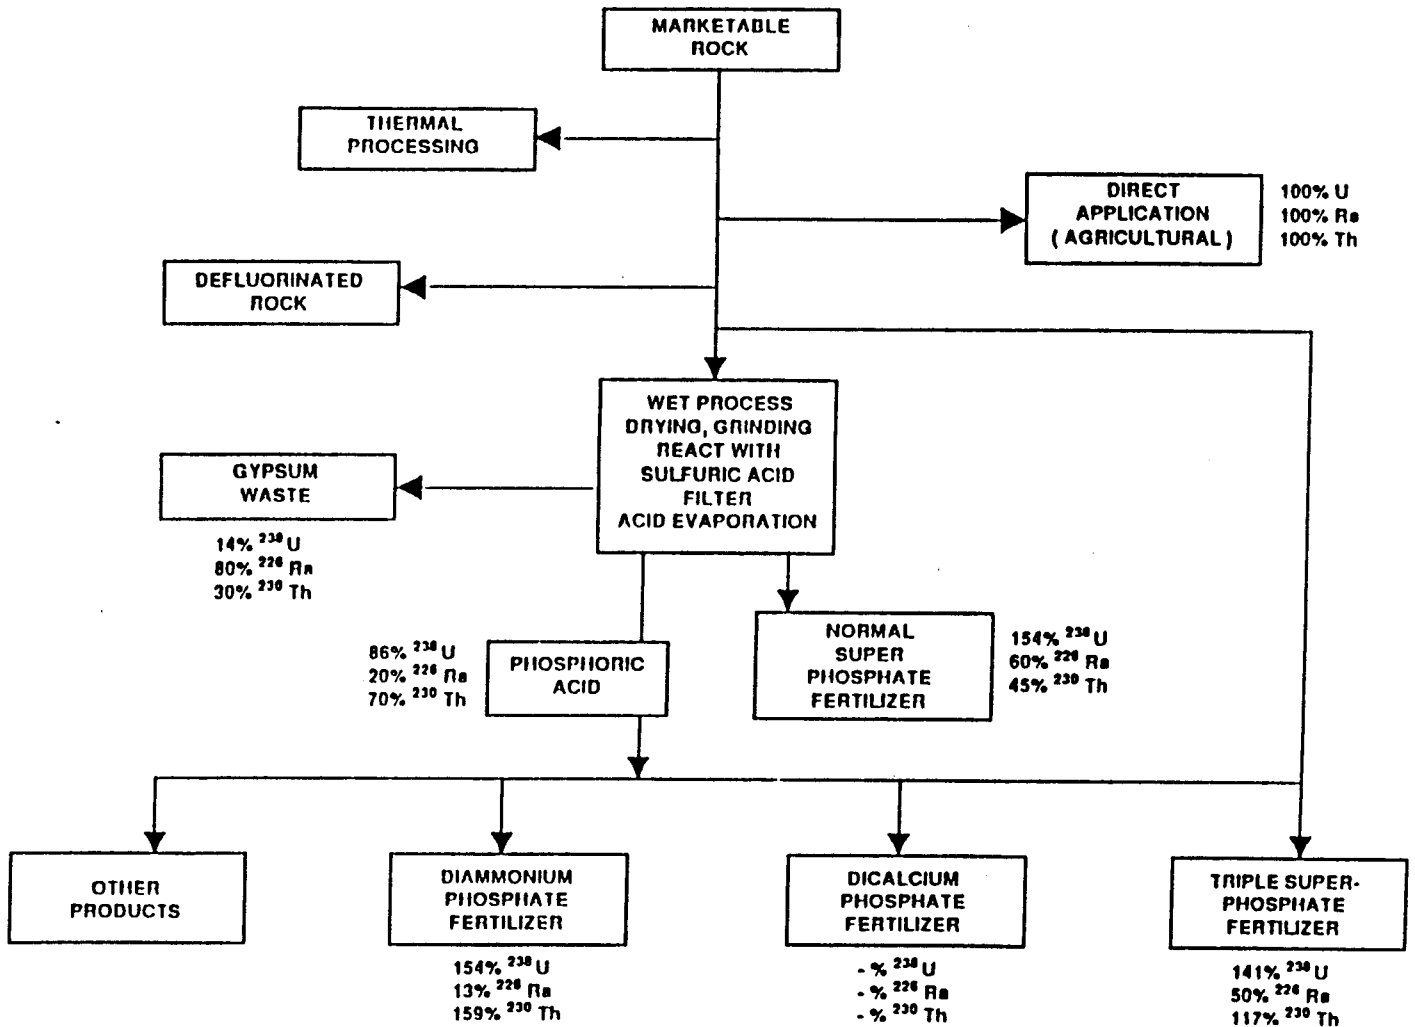 MARKETABLE
ROCK
THERMAL
PROCESSING
DIRECT
APPLICATION
( AGRICULTURAL )
100% U
100% Ra
100% Th
DEFLUORINATED
ROCK
WET PROCESS
DRYING, GRINDING
REACT WITH
SULFURIC ACID
FILTER
ACID EVAPORATION
GYPSUM
WASTE
14% ²³⁸ U
80% ²²⁶ Ra
30% ²³⁰ Th
86% ²³⁸ U
20% ²²⁶ Ra
70% ²³⁰ Th
PHOSPHORIC
ACID
NORMAL
SUPER
PHOSPHATE
FERTILIZER
154% ²³⁸ U
60% ²²⁶ Ra
45% ²³⁰ Th
OTHER
PRODUCTS
DIAMMONIUM
PHOSPHATE
FERTILIZER
154% ²³⁸ U
13% ²²⁶ Ra
159% ²³⁰ Th
DICALCIUM
PHOSPHATE
FERTILIZER
- % ²³⁸ U
- % ²²⁶ Ra
- % ²³⁰ Th
TRIPLE SUPER-
PHOSPHATE
FERTILIZER
141% ²³⁸ U
50% ²²⁶ Ra
117% ²³⁰ Th